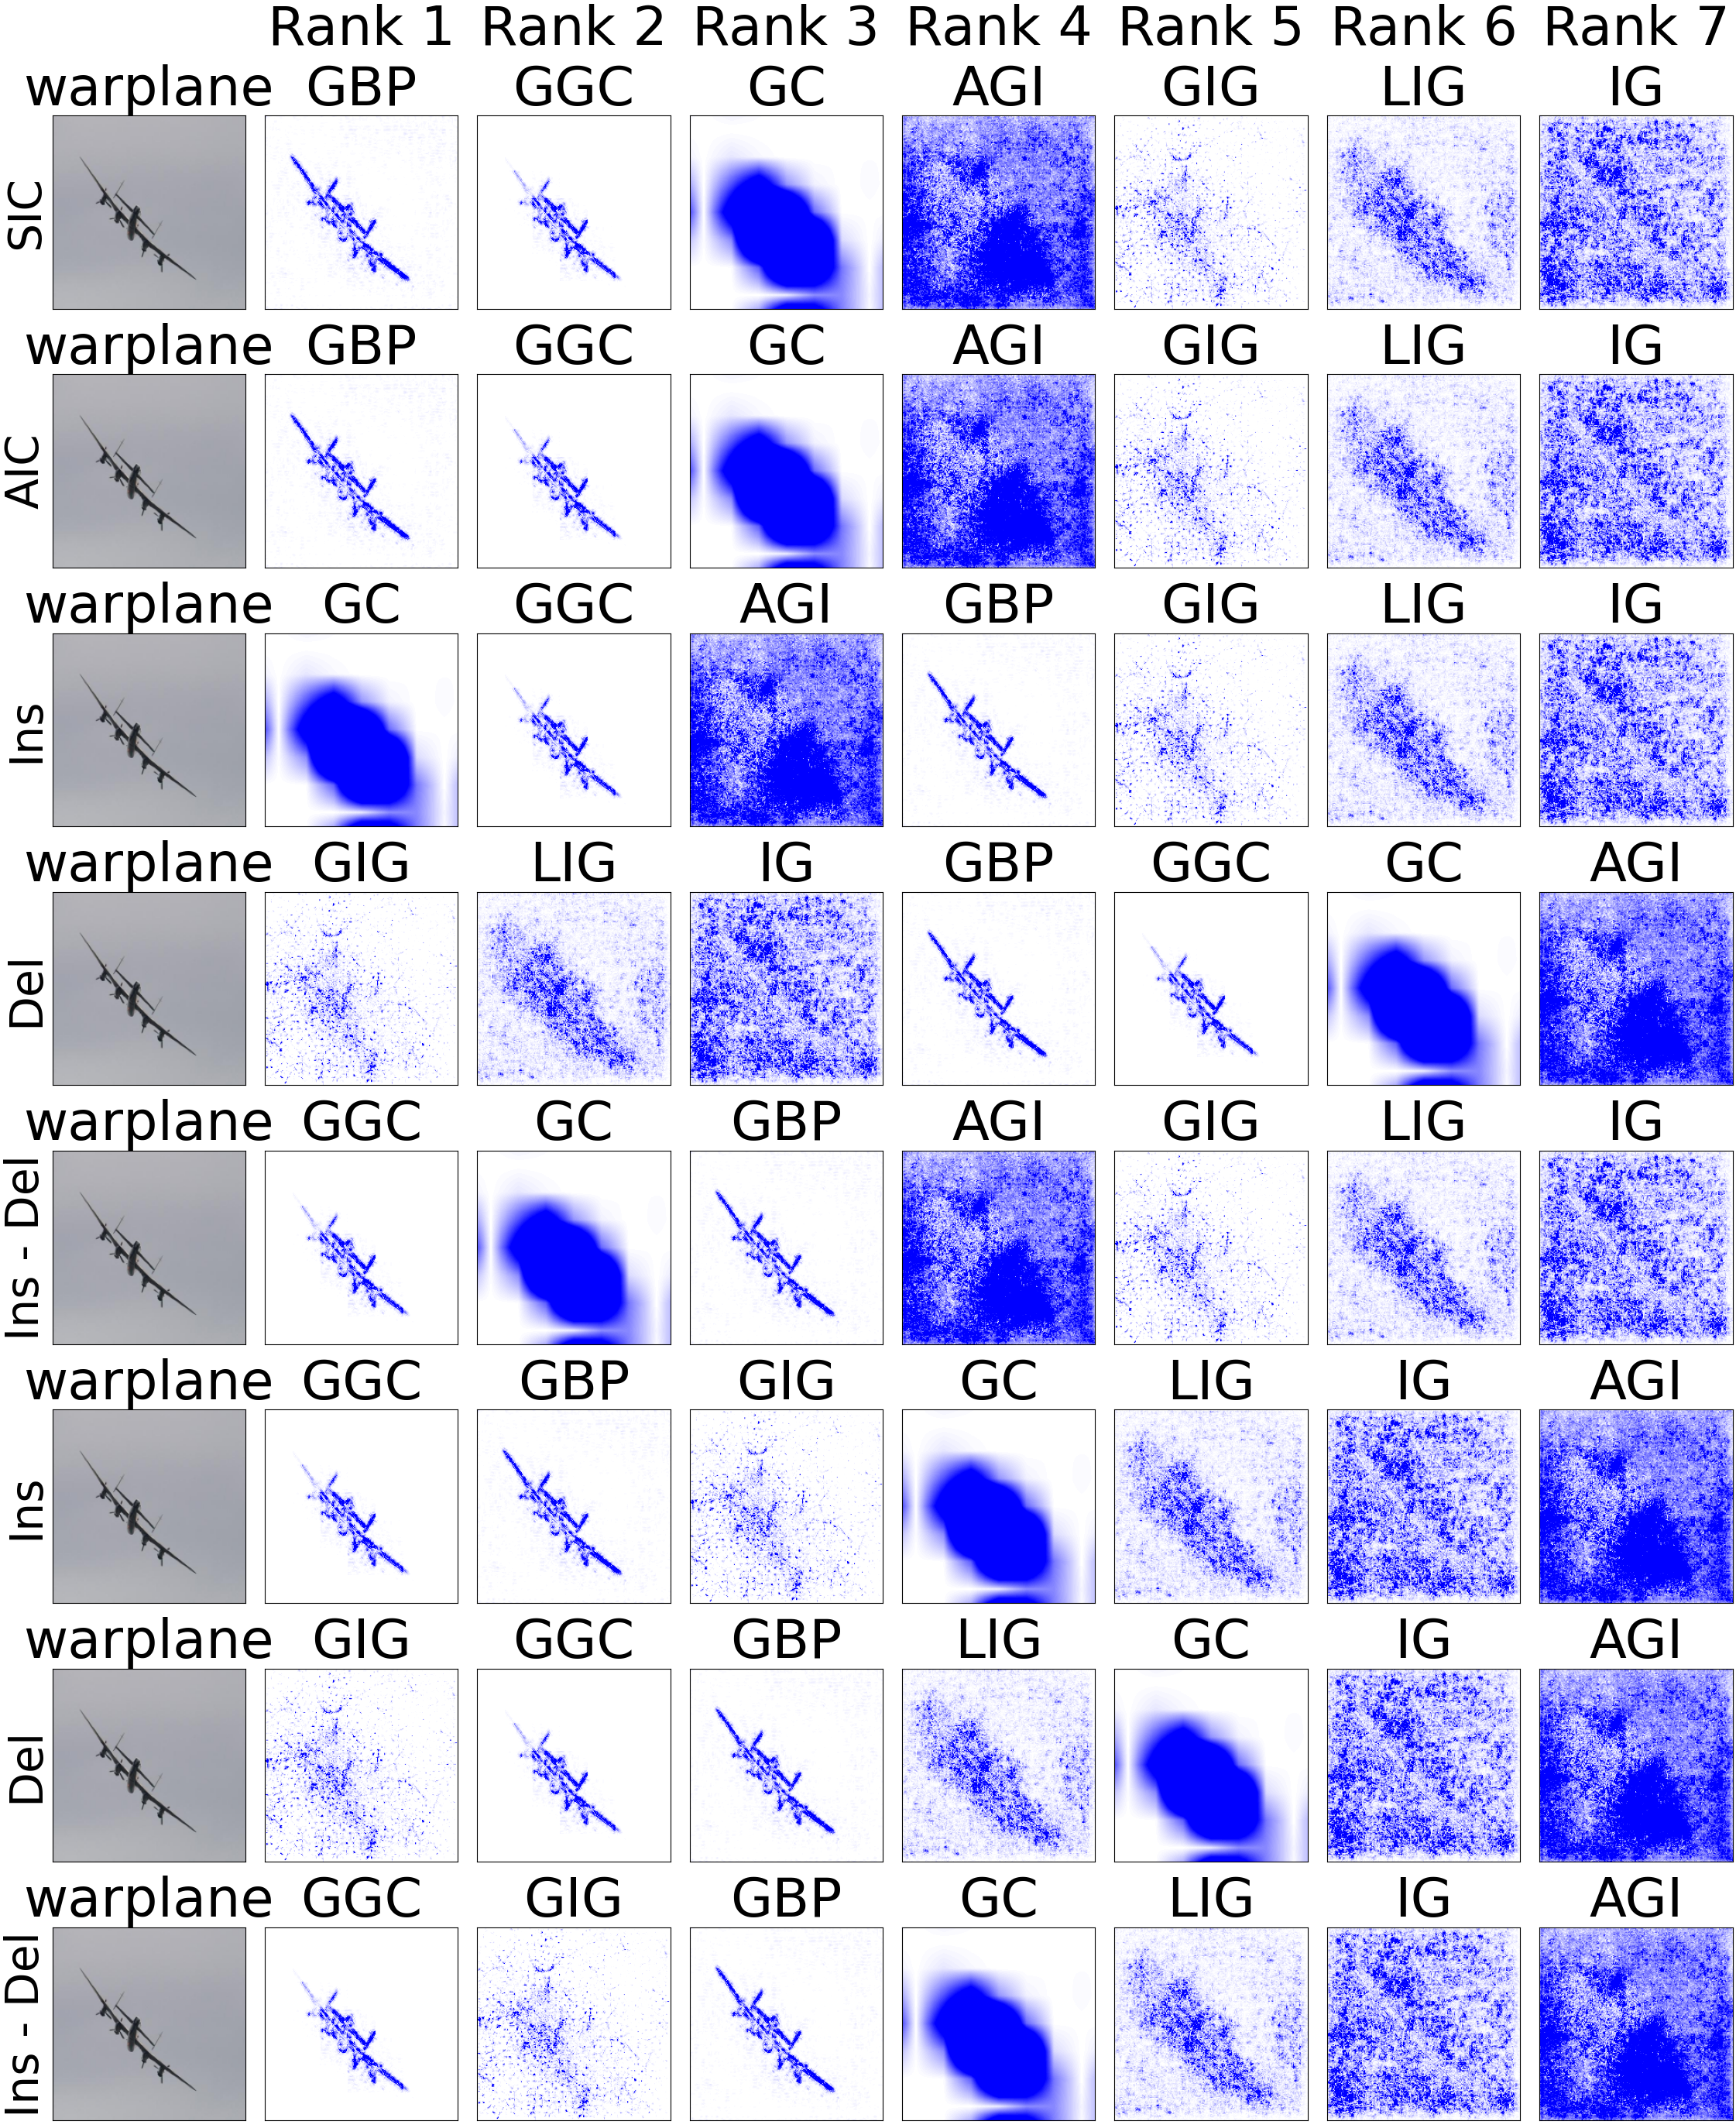 Rank 1 Rank 2 Rank 3 Rank 4 Rank 5 Rank 6 Rank 7
warplane GBP GGC GC AGI GIG LIG IG
SIC
warplane GBP GGC GC AGI GIG LIG IG
AIC
warplane GC GGC AGI GBP GIG LIG IG
Ins
warplane GIG LIG IG GBP GGC GC AGI
Del
warplane GGC GC GBP AGI GIG LIG IG
Ins - Del
warplane GGC GBP GIG GC LIG IG AGI
Ins
warplane GIG GGC GBP LIG GC IG AGI
Del
warplane GGC GIG GBP GC LIG IG AGI
Ins - Del